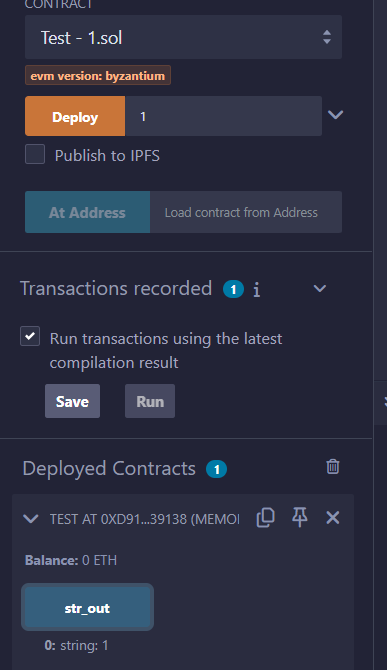 CONTRACT
Test - 1.sol
evm version: byzantium
Deploy 1
Publish to IPFS
At Address Load contract from Address
Transactions recorded 1 i
Run transactions using the latest
compilation result
Save Run
Deployed Contracts 1
TEST AT 0XD91...39138 (MEMO
Balance: 0 ETH
str_out
0: string: 1